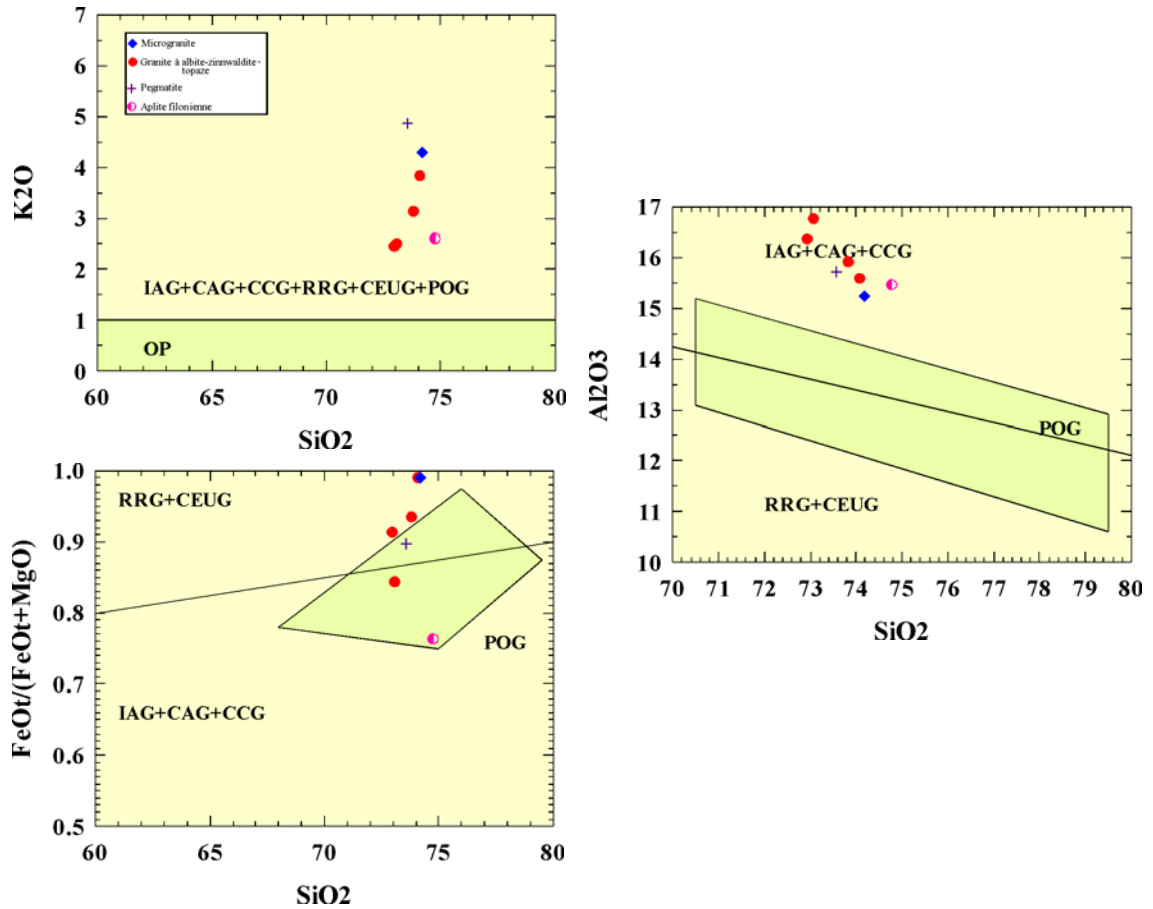 7
6
5
4
3
2
1
0
K2O
Microgranite
Granite à albite-zinnwaldite-
topaze
Pegmatite
Aplite filonienne
IAG+CAG+CCG+RRG+CEUG+POG
OP
60 65 70 75 80
SiO2
1.0
0.9
0.8
0.7
0.6
0.5
FeOt/(FeOt+MgO)
RRG+CEUG
POG
IAG+CAG+CCG
60 65 70 75 80
SiO2
17
16
15
14
13
12
11
10
Al2O3
IAG+CAG+CCG
POG
RRG+CEUG
70 71 72 73 74 75 76 77 78 79 80
SiO2